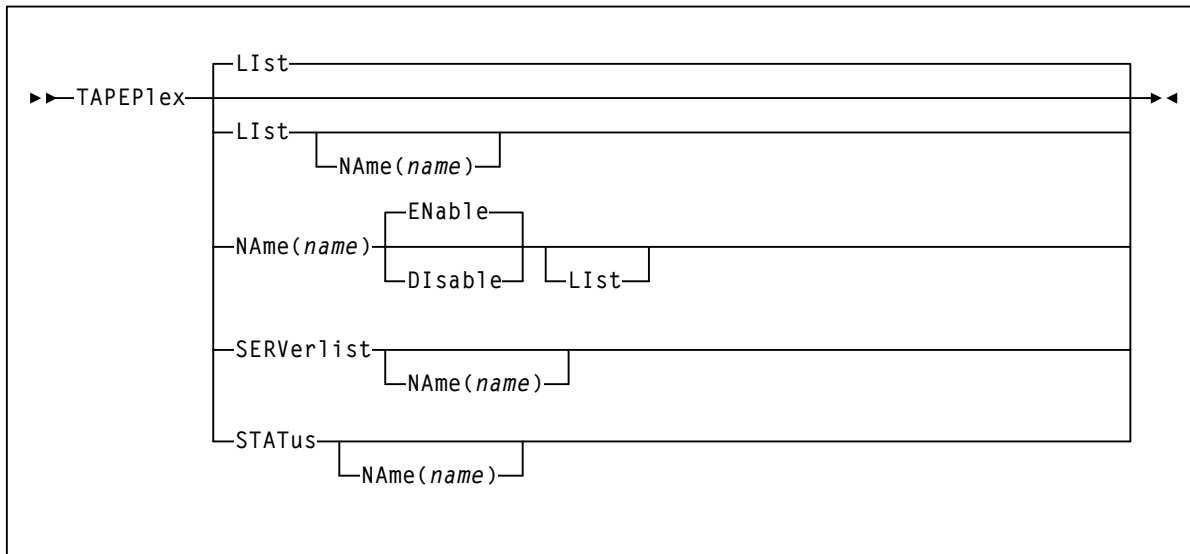 LIst
TAPEPlex
LIst
NAme(name)
ENable
NAme(name)
DIsable
LIst
SERVerlist
NAme(name)
STATus
NAme(name)